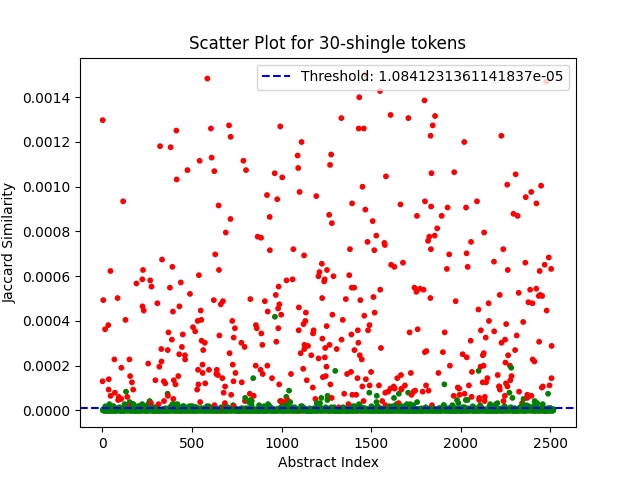 Scatter Plot for 30-shingle tokens
Threshold: 1.0841231361141837e-05
Jaccard Similarity
0.0014
0.0012
0.0010
0.0008
0.0006
0.0004
0.0002
0.0000
0 500 1000 1500 2000 2500
Abstract Index